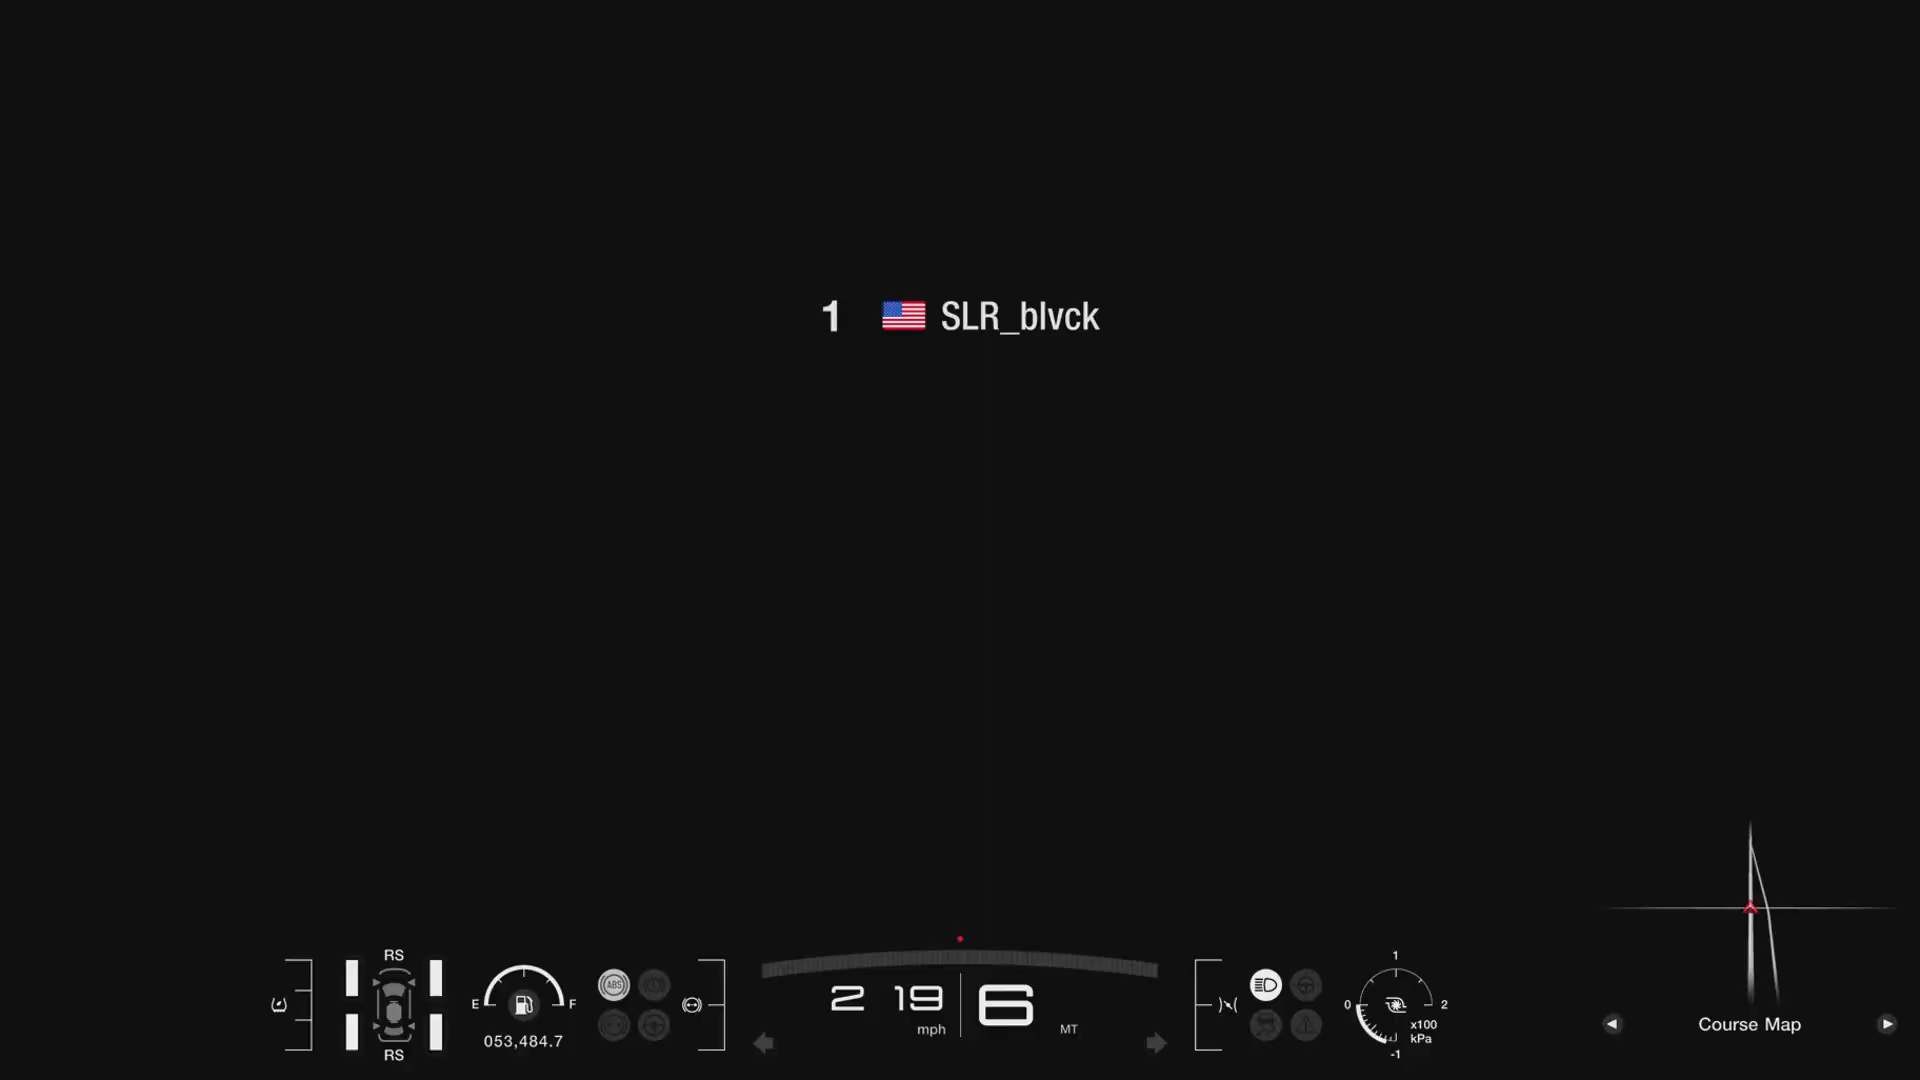 1 SLR_blvck
RS
E F
053,484.7
RS
ABS
2 19
mph
6
MT
1
0 2
x100
kPa
-1
Course Map